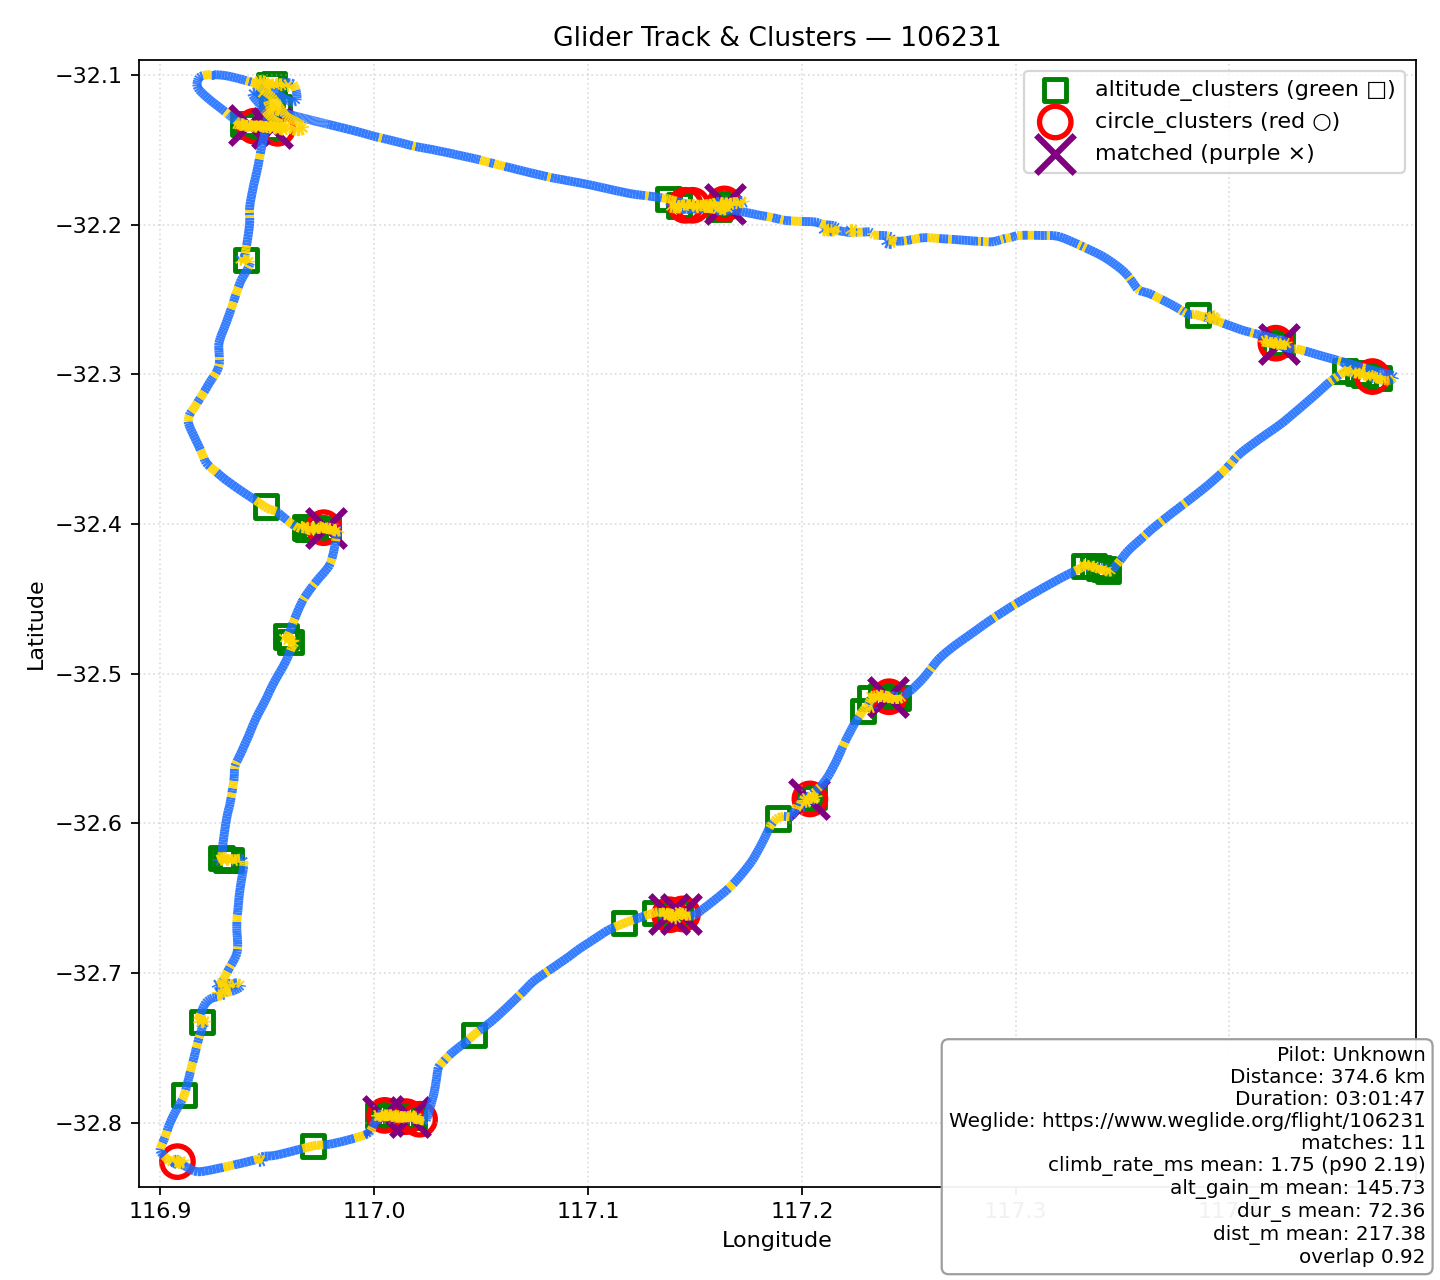 Glider Track & Clusters — 106231
altitude_clusters (green □)
circle_clusters (red ○)
matched (purple ×)
−32.1
−32.2
−32.3
−32.4
−32.5
−32.6
−32.7
−32.8
Latitude
116.9
117.0
117.1
117.2
117.3
Longitude
Pilot: Unknown
Distance: 374.6 km
Duration: 03:01:47
Weglide: https://www.weglide.org/flight/106231
matches: 11
climb_rate_ms mean: 1.75 (p90 2.19)
alt_gain_m mean: 145.73
dur_s mean: 72.36
dist_m mean: 217.38
overlap 0.92